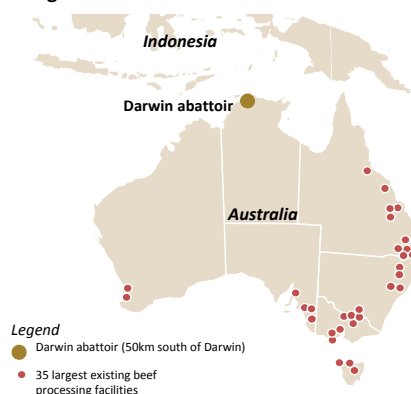 Indonesia
Darwin abattoir
Australia
Legend
Darwin abattoir (50km south of Darwin)
35 largest existing beef
processing facilities